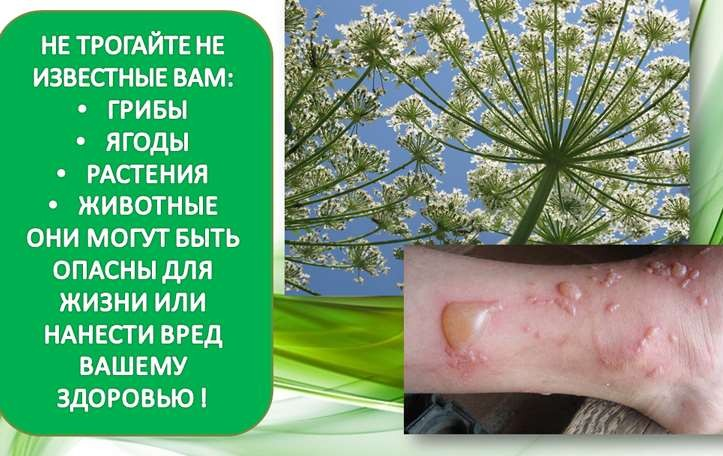 НЕ ТРОГАЙТЕ НЕ
ИЗВЕСТНЫЕ ВАМ:
• ГРИБЫ
• ЯГОДЫ
• РАСТЕНИЯ
• ЖИВОТНЫЕ
ОНИ МОГУТ БЫТЬ
ОПАСНЫ ДЛЯ
ЖИЗНИ ИЛИ
НАНЕСТИ ВРЕД
ВАШЕМУ
ЗДОРОВЬЮ !